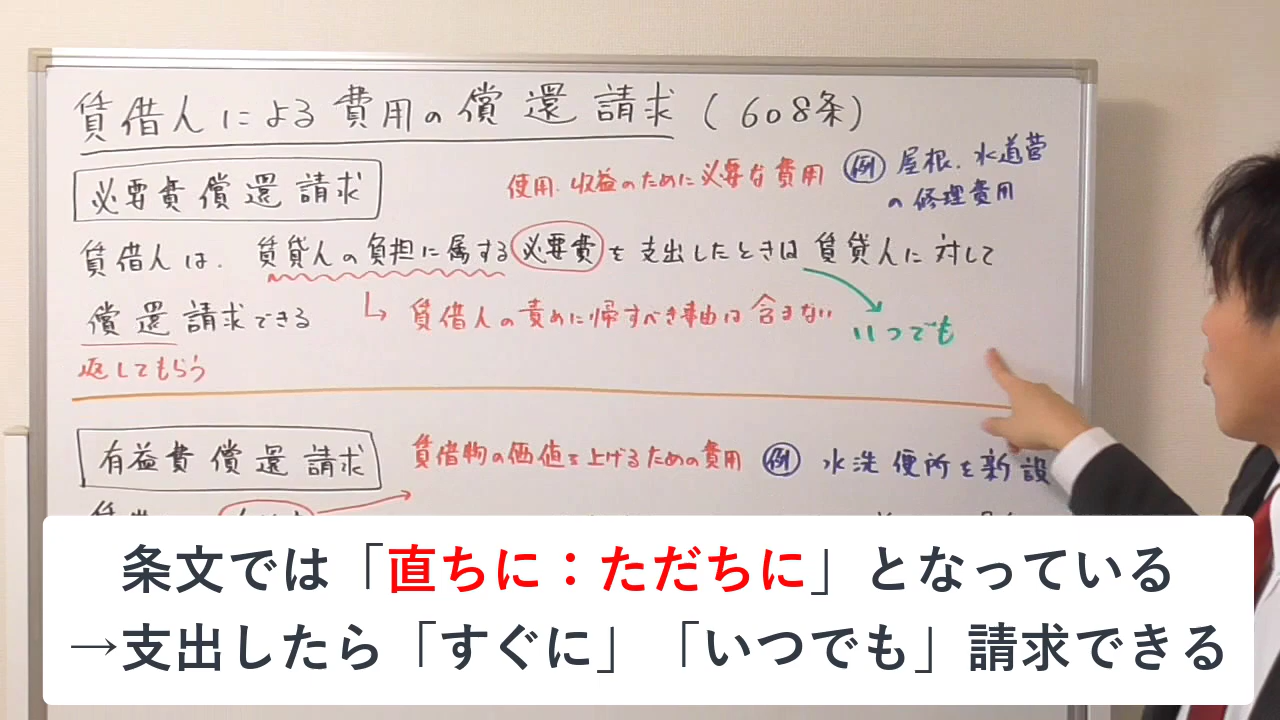 賃借人による費用の償還請求（608条）
必要費償還請求
使用・収益のために必要な費用
例 屋根、水道管
の修理費用
賃借人は、賃貸人の負担に属する必要費を支出したときは賃貸人に対して
償還請求できる
→賃借人の責めに帰すべき事由は含まない
いつでも
返してもらう
有益費償還請求
賃借物の価値を上げるための費用
例 水洗便所を新設
条文では「直ちに：ただちに」となっている
→支出したら「すぐに」「いつでも」請求できる